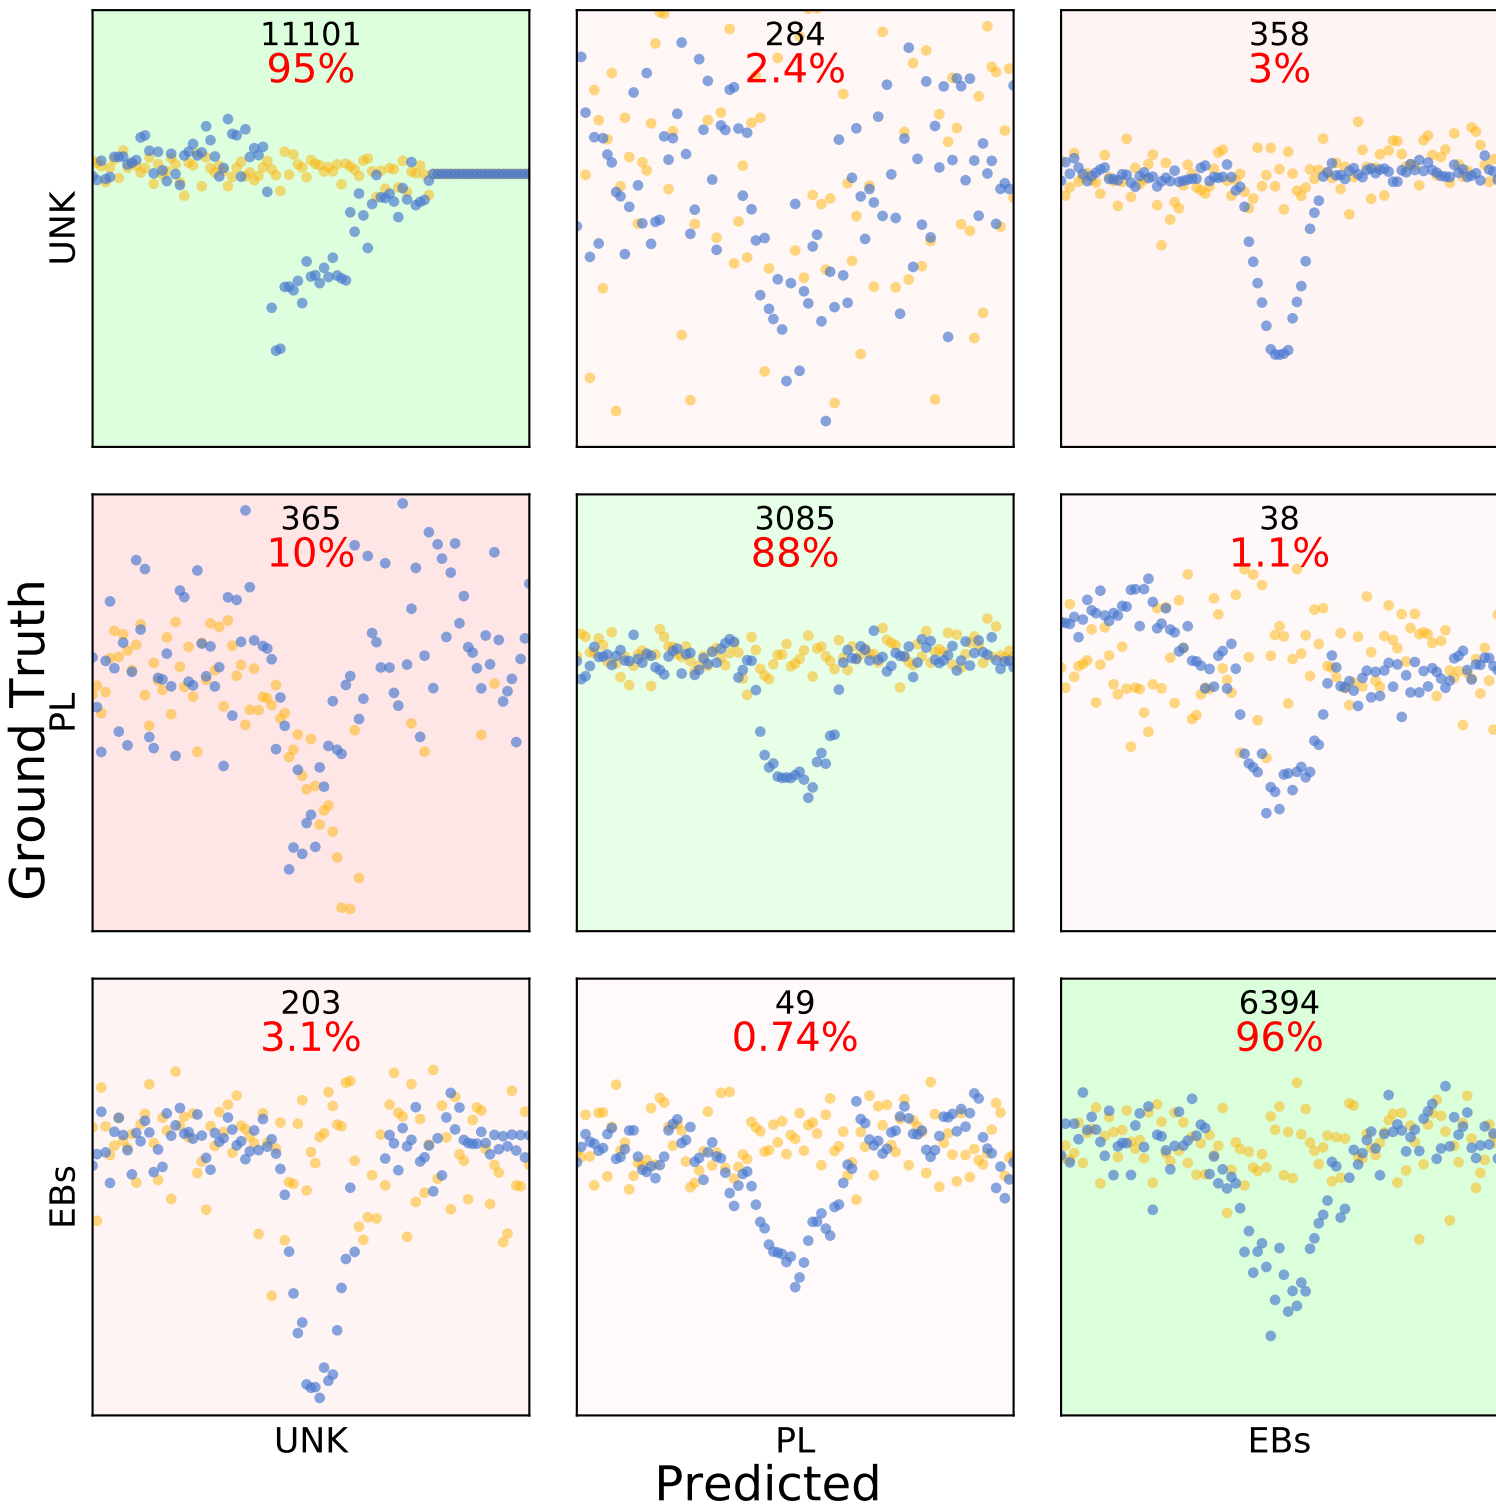 11101
95%
284
2.4%
358
3%
UNK
365
10%
3085
88%
38
1.1%
Ground Truth
PL
203
3.1%
49
0.74%
6394
96%
EBs
UNK
PL
EBs
Predicted